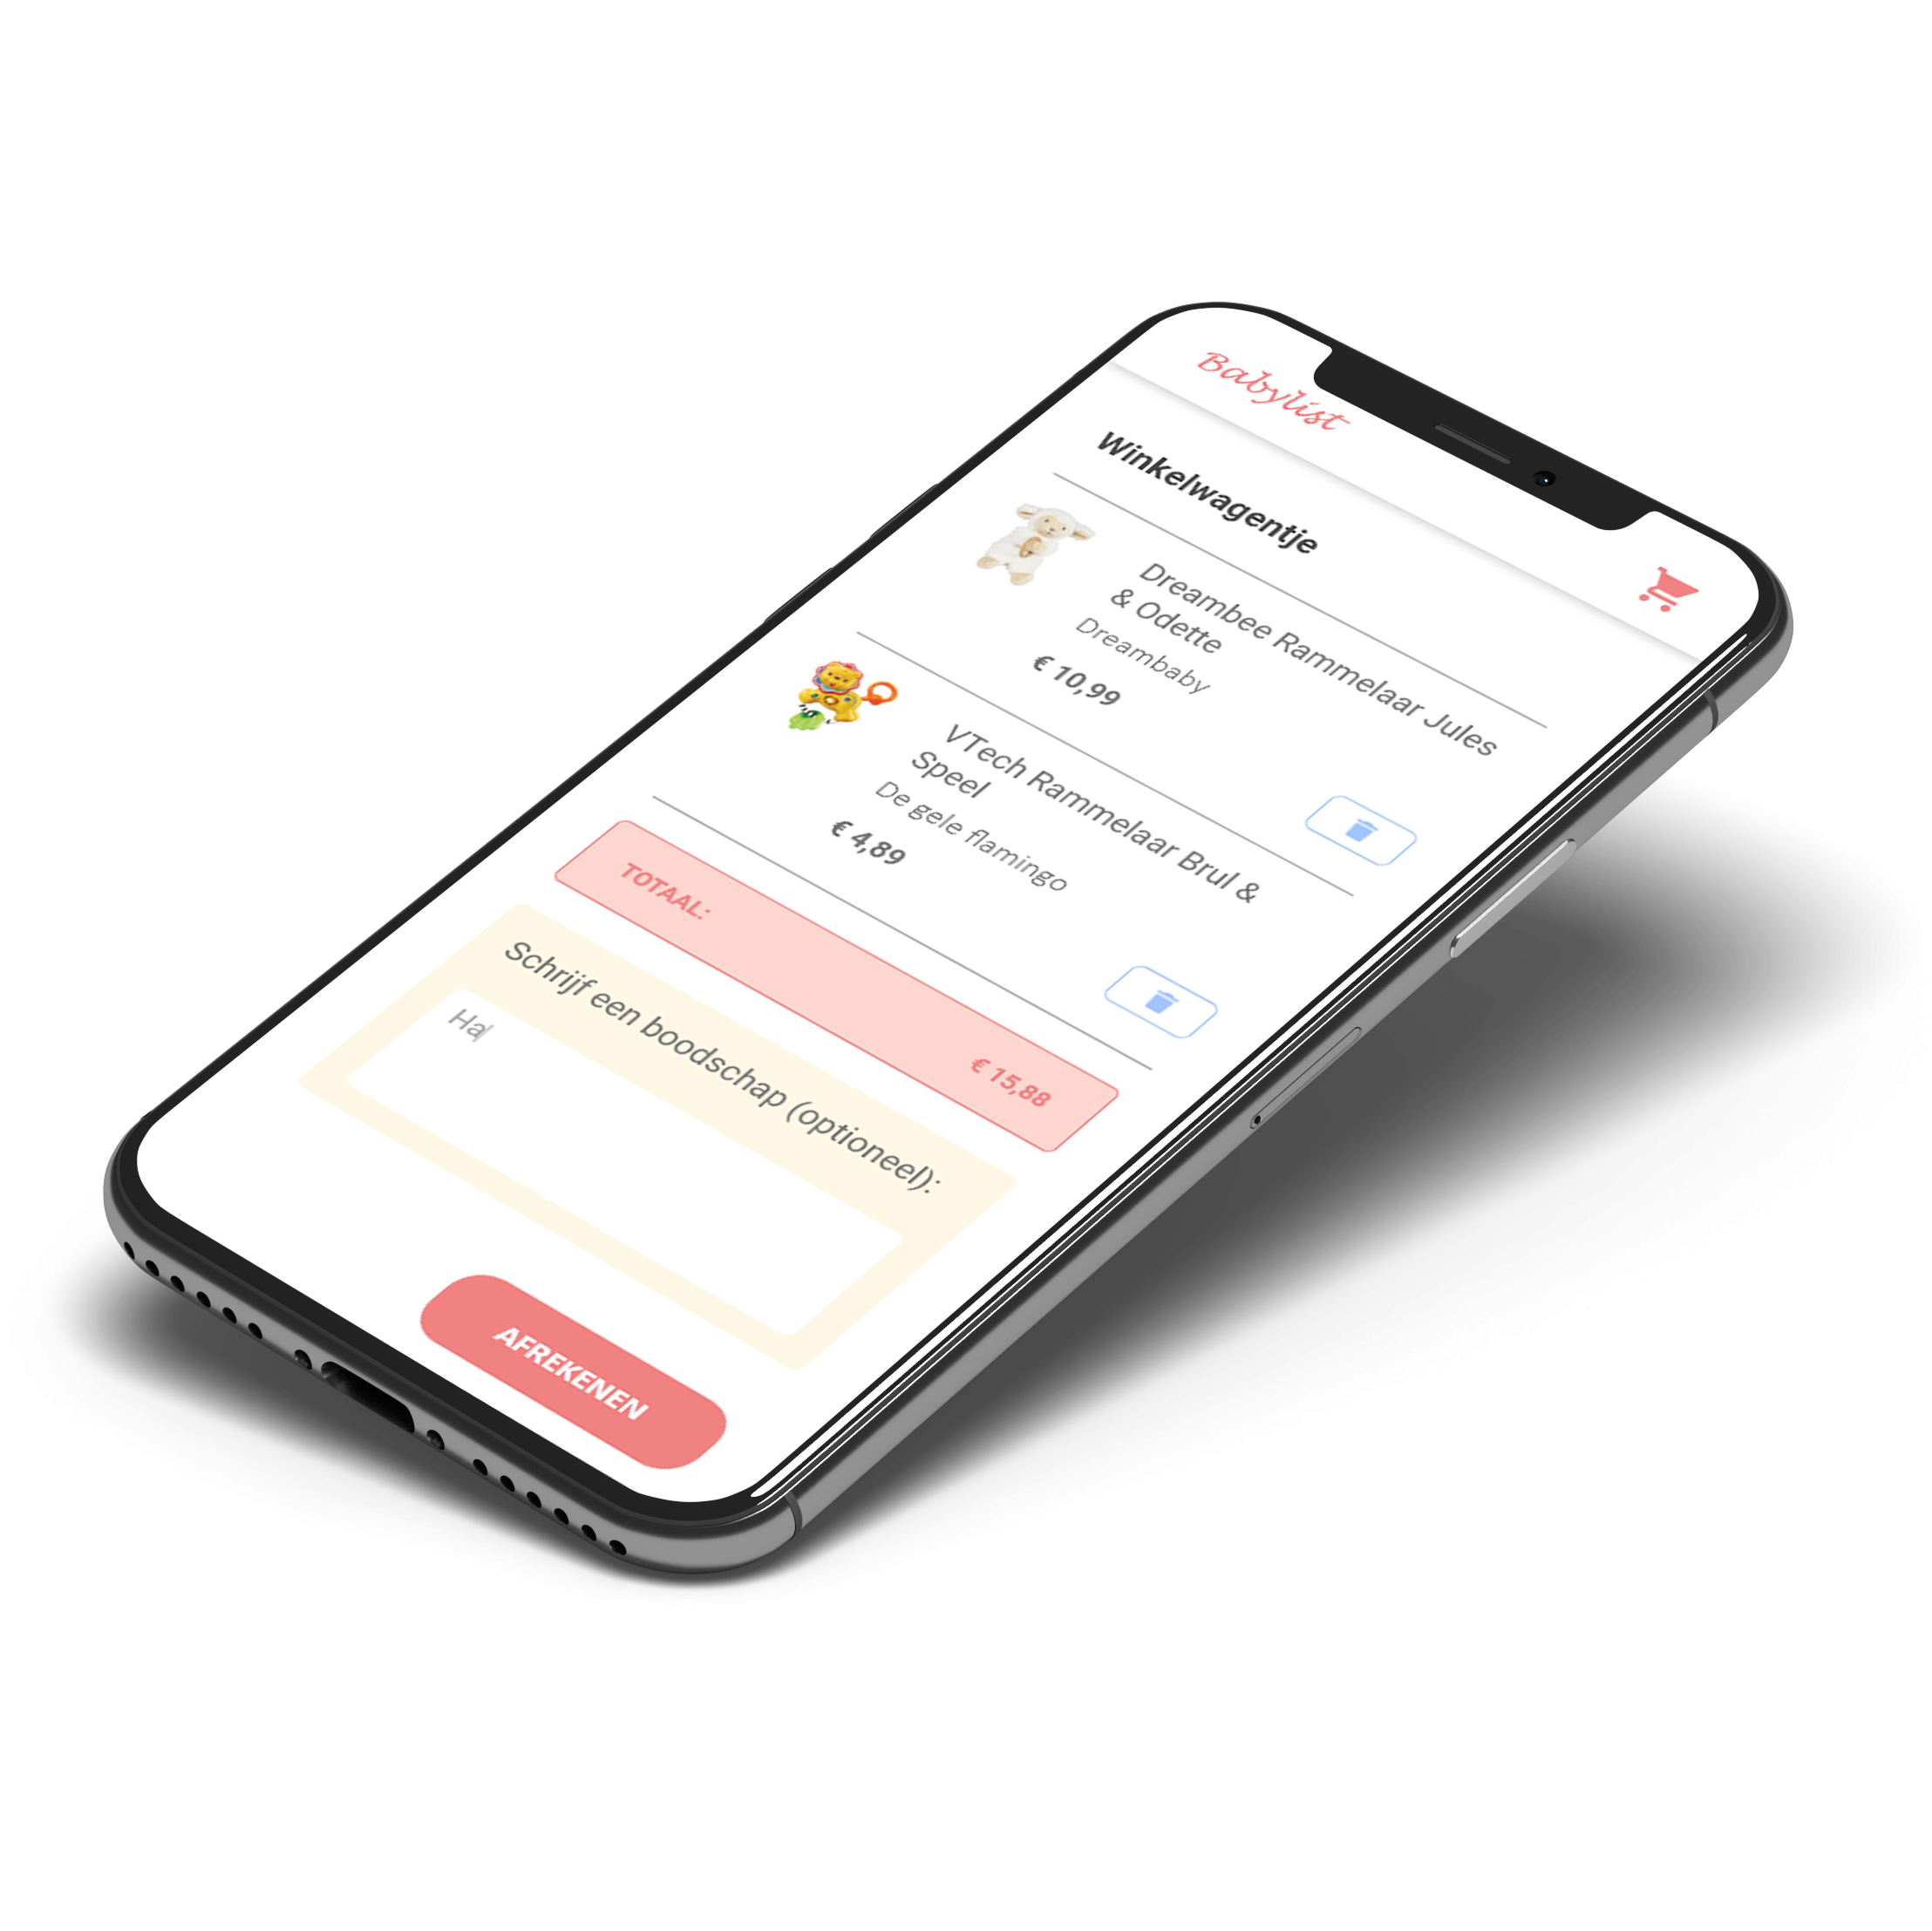 Babylist
Winkelwagentje
Dreambee Rammelaar Jules
& Odette
Dreambaby
€ 10,99
VTech Rammelaar Brul &
Speel
De gele flamingo
€ 4,89
TOTAAL:
€ 15,88
Schrijf een boodschap (optioneel):
Ha
AFREKENEN